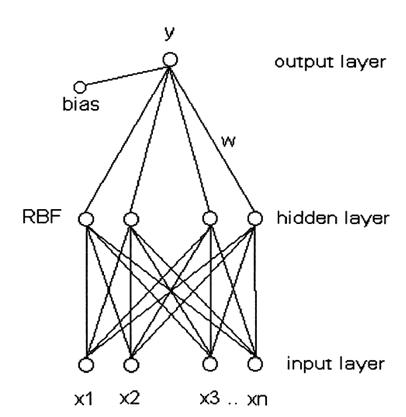 y
output layer
bias
w
RBF
hidden layer
input layer
x1 x2 x3 .. xn